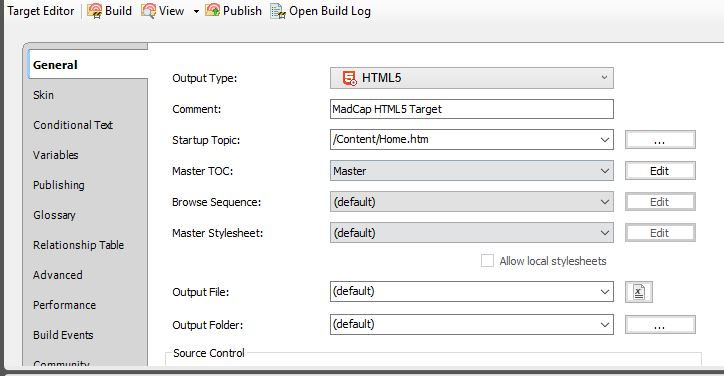 Target Editor Build View Publish Open Build Log
General
Skin
Conditional Text
Variables
Publishing
Glossary
Relationship Table
Advanced
Performance
Build Events
Community
Output Type: HTML5
Comment: MadCap HTML5 Target
Startup Topic: /Content/Home.htm ...
Master TOC: Master Edit
Browse Sequence: (default) Edit
Master Stylesheet: (default) Edit
Allow local stylesheets
Output File: (default)
Output Folder: (default) ...
Source Control